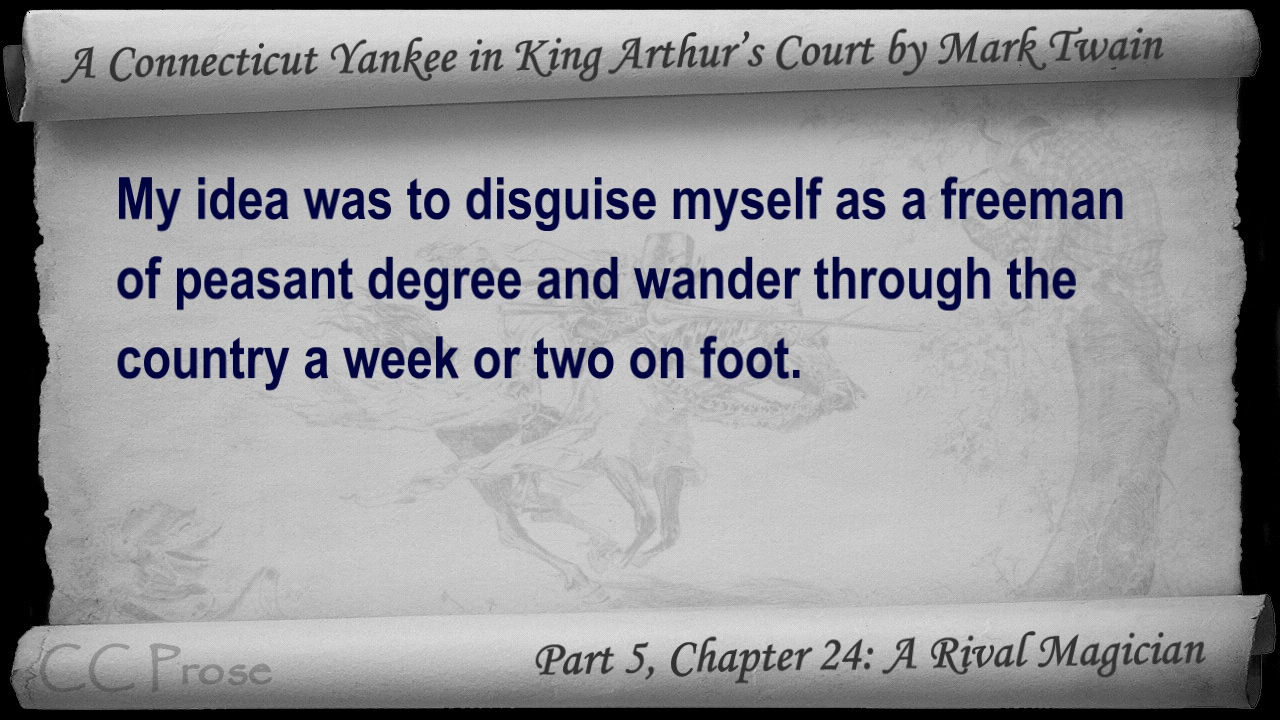 A Connecticut Yankee in King Arthur's Court by Mark Twain
My idea was to disguise myself as a freeman
of peasant degree and wander through the
country a week or two on foot.
CC Prose
Part 5, Chapter 24: A Rival Magician